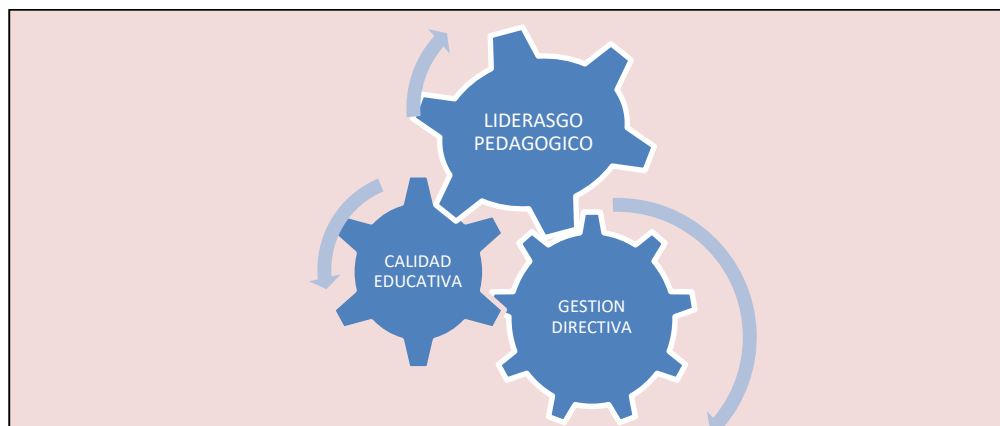 LIDERASGO
PEDAGOGICO
CALIDAD
EDUCATIVA
GESTION
DIRECTIVA